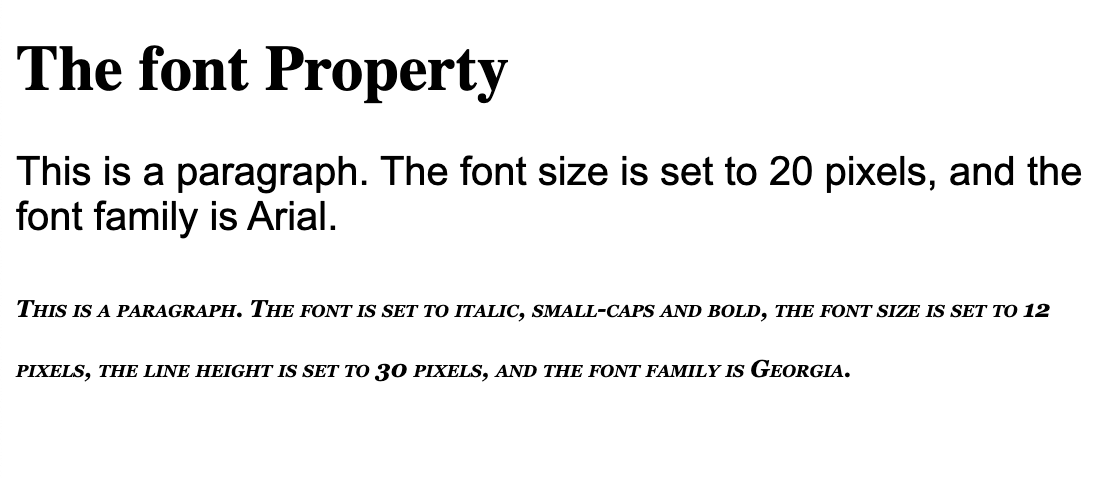 The font Property
This is a paragraph. The font size is set to 20 pixels, and the
font family is Arial.
This is a paragraph. The font is set to italic, small-caps and bold, the font size is set to 12
pixels, the line height is set to 30 pixels, and the font family is Georgia.